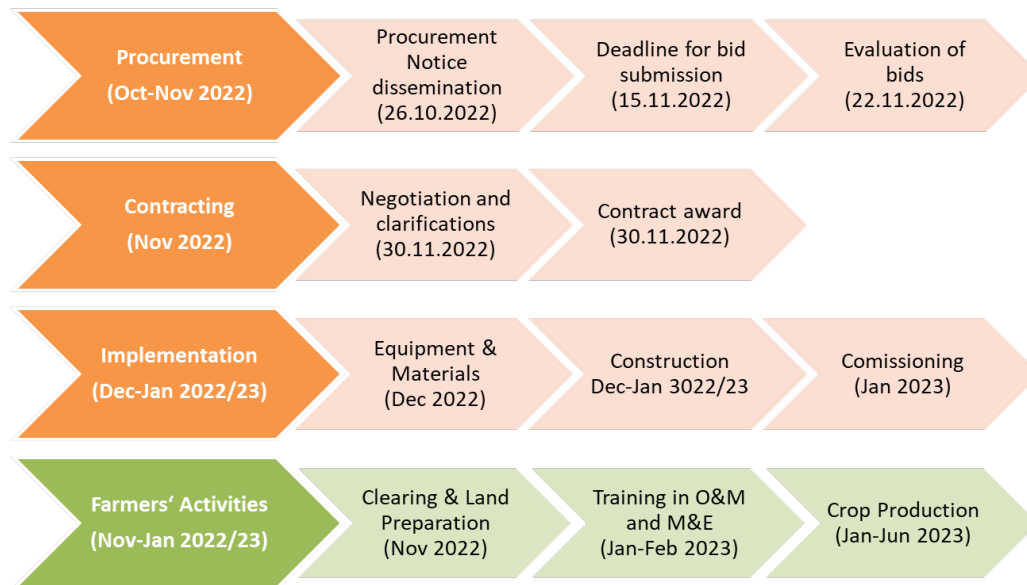 Procurement
(Oct-Nov 2022)
Procurement
Notice
dissemination
(26.10.2022)
Deadline for bid
submission
(15.11.2022)
Evaluation of
bids
(22.11.2022)
Contracting
(Nov 2022)
Negotiation and
clarifications
(30.11.2022)
Contract award
(30.11.2022)
Implementation
(Dec-Jan 2022/23)
Equipment &
Materials
(Dec 2022)
Construction
Dec-Jan 3022/23
Comissioning
(Jan 2023)
Farmers‘ Activities
(Nov-Jan 2022/23)
Clearing & Land
Preparation
(Nov 2022)
Training in O&M
and M&E
(Jan-Feb 2023)
Crop Production
(Jan-Jun 2023)